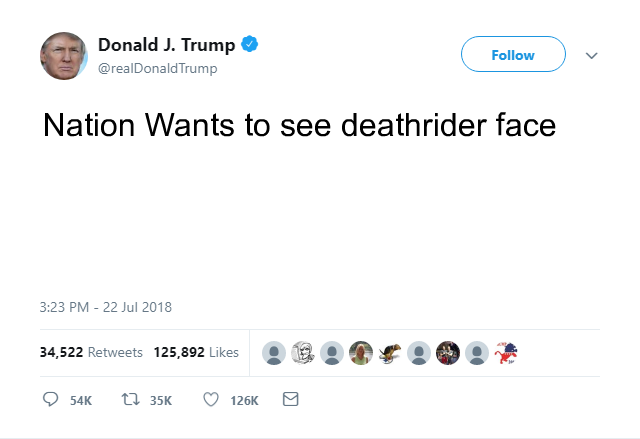 Donald J. Trump
@realDonaldTrump
Follow
Nation Wants to see deathrider face
3:23 PM - 22 Jul 2018
34,522 Retweets 125,892 Likes
54K 35K 126K